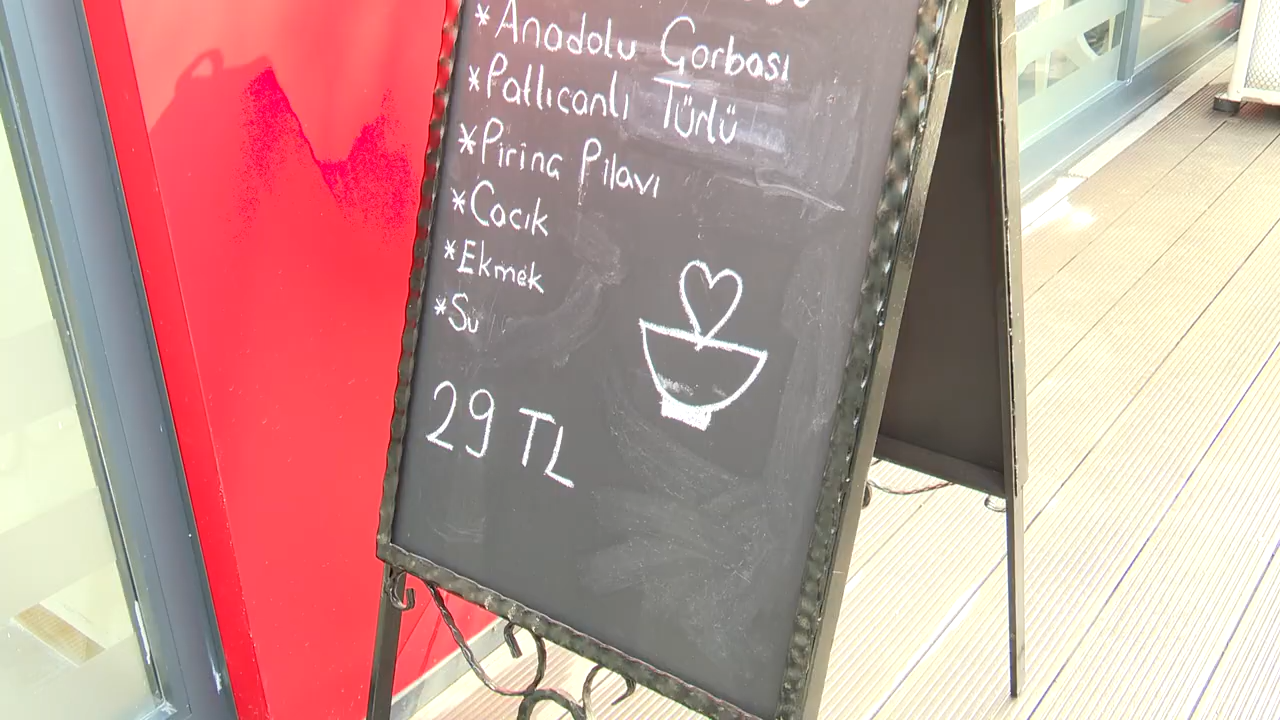 *Anadolu Çorbası
*Patlıcanlı Türlü
*Pirinç Pilavı
*Cacık
*Ekmek
*Su
29 TL